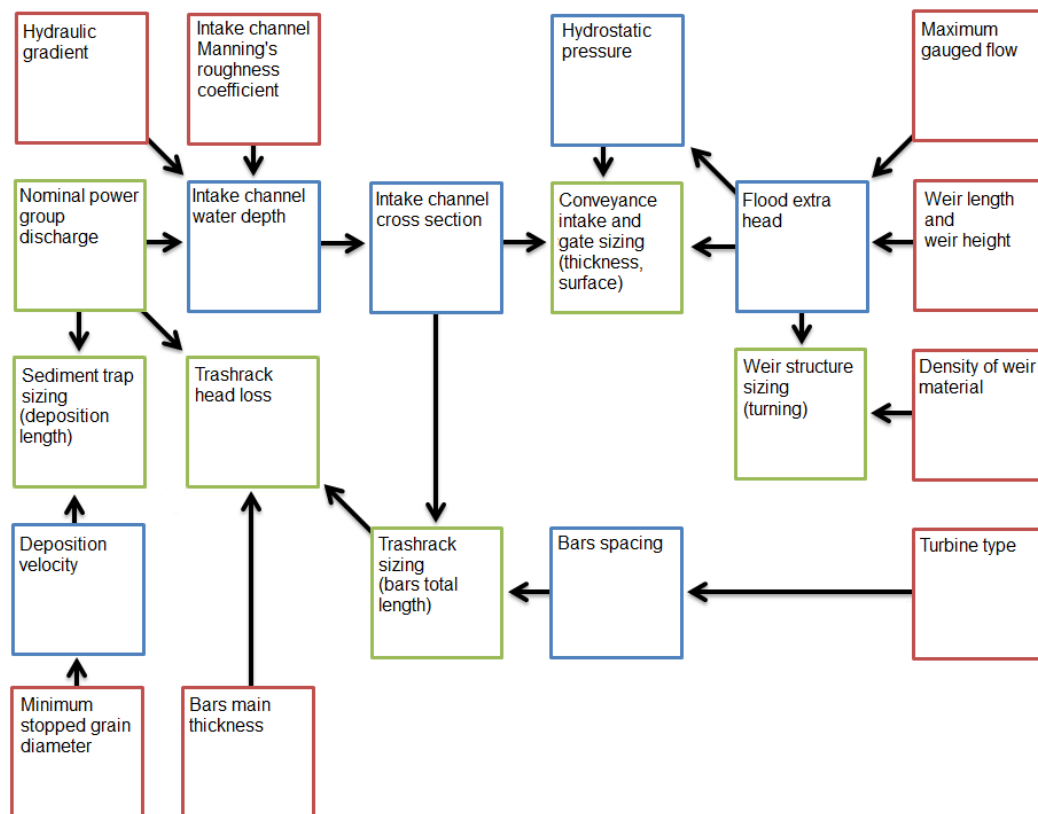 Hydraulic
gradient
Intake channel
Manning's
roughness
coefficient
Hydrostatic
pressure
Maximum
gauged flow
Nominal power
group
discharge
Intake channel
water depth
Intake channel
cross section
Conveyance
intake and
gate sizing
(thickness,
surface)
Flood extra
head
Weir length
and
weir height
Sediment trap
sizing
(deposition
length)
Trashrack
head loss
Weir structure
sizing
(turning)
Density of weir
material
Deposition
velocity
Trashrack
sizing
(bars total
length)
Bars spacing
Turbine type
Minimum
stopped grain
diameter
Bars main
thickness